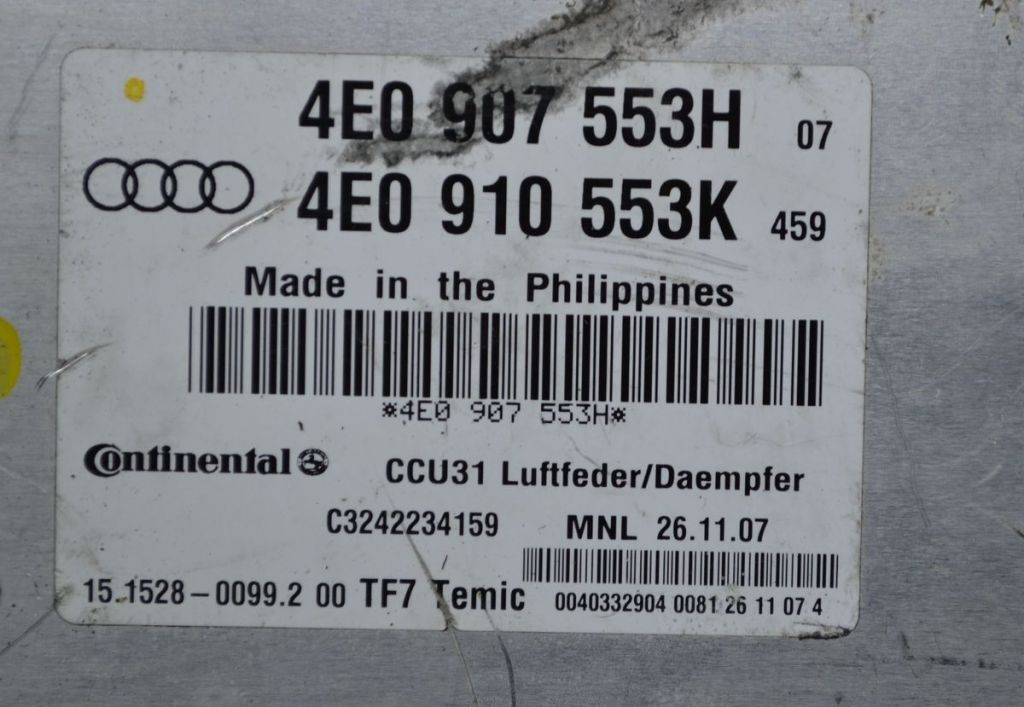 4E0 907 553H 07
4E0 910 553K 459
Made in the Philippines
*4E0 907 553H*
Continental CCU31 Luftfeder/Daempfer
C3242234159 MNL 26.11.07
15.1528-0099.2 00 TF7 Temic 0040332904 0081 26 11 07 4